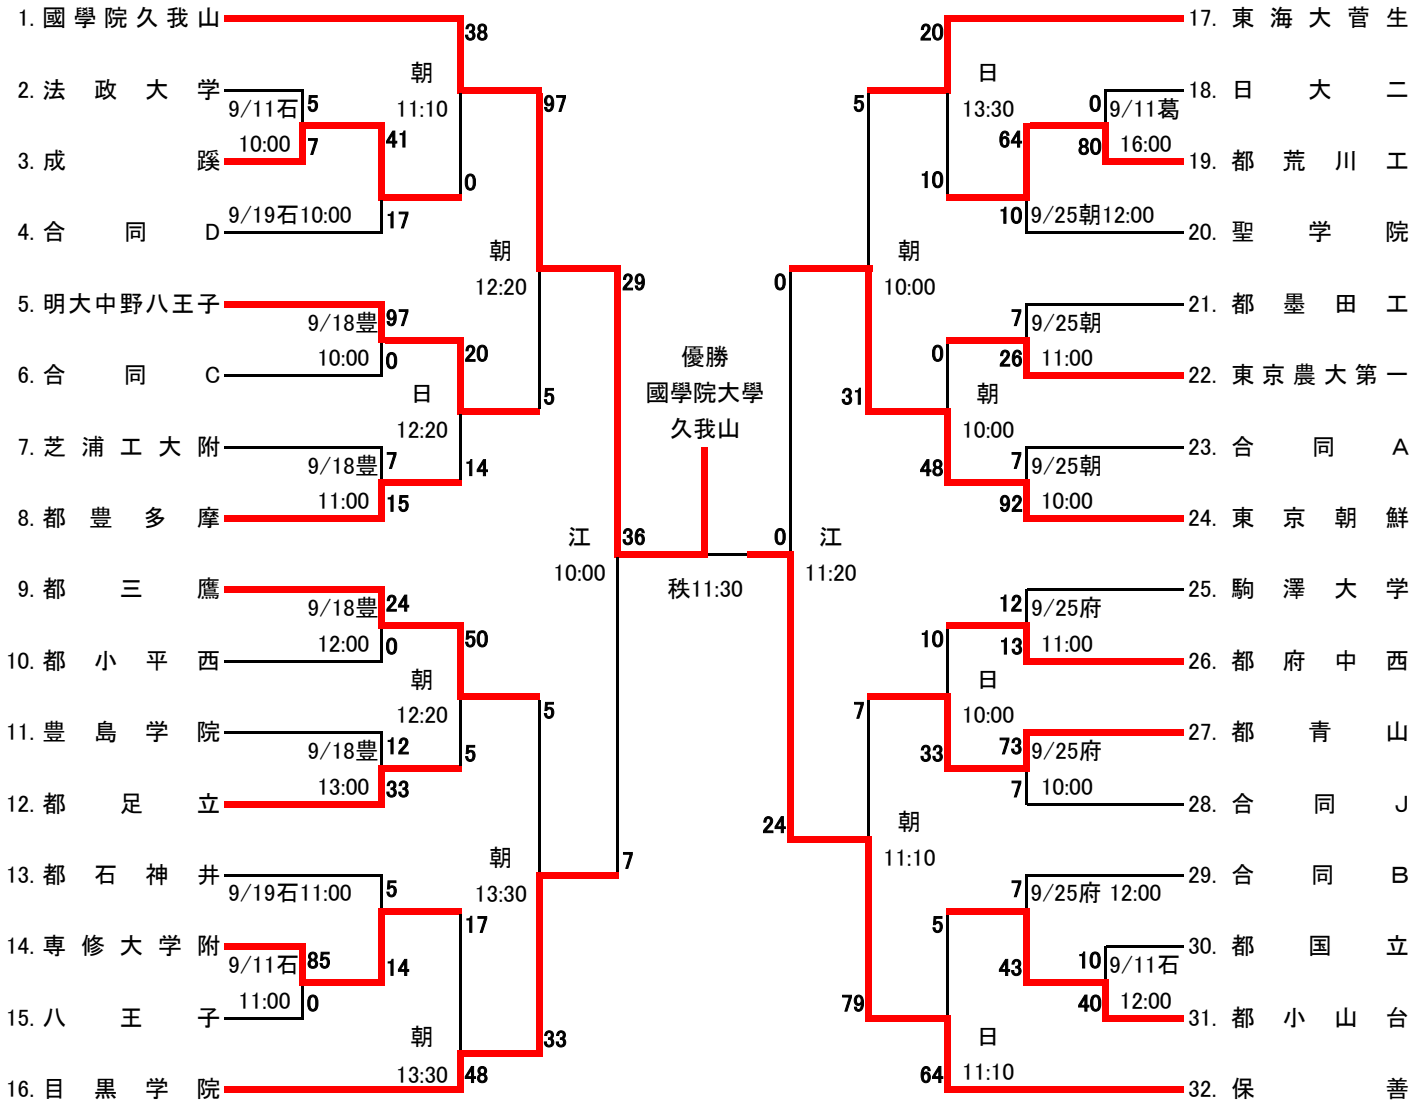 1. 國學院久我山
38
朝
11:10
2. 法政大学
5
9/11石
10:00
7
3. 成蹊
41
0
97
4. 合同D
9/19石10:00
17
朝
12:20
5. 明大中野八王子
97
9/18豊
10:00
0
20
6. 合同C
日
12:20
5
29
7. 芝浦工大附
7
9/18豊
11:00
15
14
8. 都豊多摩
江
10:00
36
9. 都三鷹
24
9/18豊
12:00
0
50
10. 都小平西
朝
12:20
5
11. 豊島学院
12
9/18豊
13:00
33
5
12. 都足立
朝
13:30
7
13. 都石神井
9/19石11:00
5
17
14. 専修大学附
85
9/11石
11:00
0
14
15. 八王子
朝
13:30
33
48
16. 目黒学院
優勝
國學院大學
久我山
秩11:30
17. 東海大菅生
20
日
13:30
5
18. 日大二
0
9/11葛
16:00
80
64
19. 都荒川工
10
10
9/25朝12:00
20. 聖学院
朝
10:00
0
21. 都墨田工
7
9/25朝
11:00
26
0
22. 東京農大第一
31
朝
10:00
23. 合同A
7
9/25朝
10:00
92
48
24. 東京朝鮮
0
江
11:20
25. 駒澤大学
12
9/25府
11:00
13
10
26. 都府中西
日
10:00
7
27. 都青山
73
9/25府
10:00
7
33
28. 合同J
24
朝
11:10
29. 合同B
7
9/25府 12:00
5
30. 都国立
10
9/11石
12:00
40
43
31. 都小山台
79
日
11:10
64
32. 保善